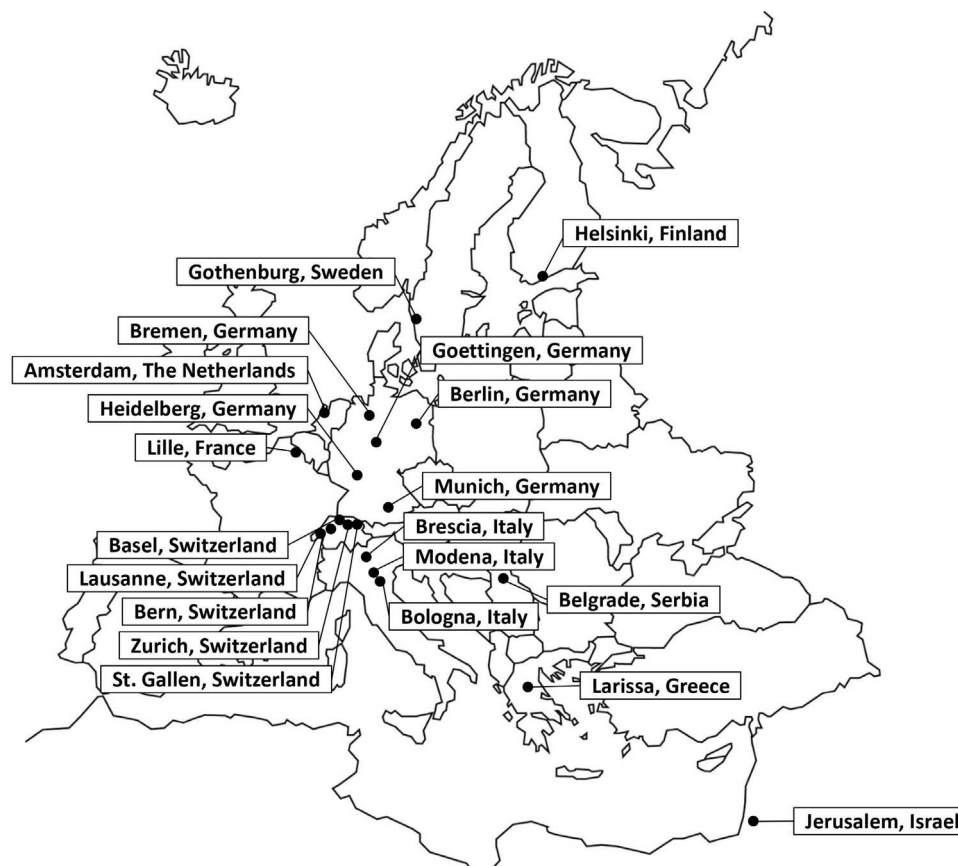 Helsinki, Finland
Gothenburg, Sweden
Bremen, Germany
Goettingen, Germany
Amsterdam, The Netherlands
Berlin, Germany
Heidelberg, Germany
Lille, France
Munich, Germany
Brescia, Italy
Basel, Switzerland
Modena, Italy
Lausanne, Switzerland
Belgrade, Serbia
Bern, Switzerland
Bologna, Italy
Zurich, Switzerland
St. Gallen, Switzerland
Larissa, Greece
Jerusalem, Israel